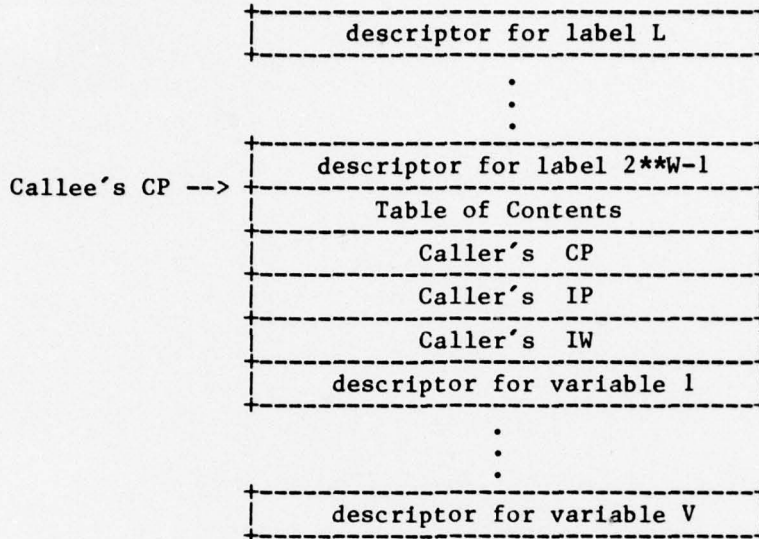 descriptor for label L
descriptor for label 2**W-1
Callee's CP -->
Table of Contents
Caller's CP
Caller's IP
Caller's IW
descriptor for variable 1
descriptor for variable V